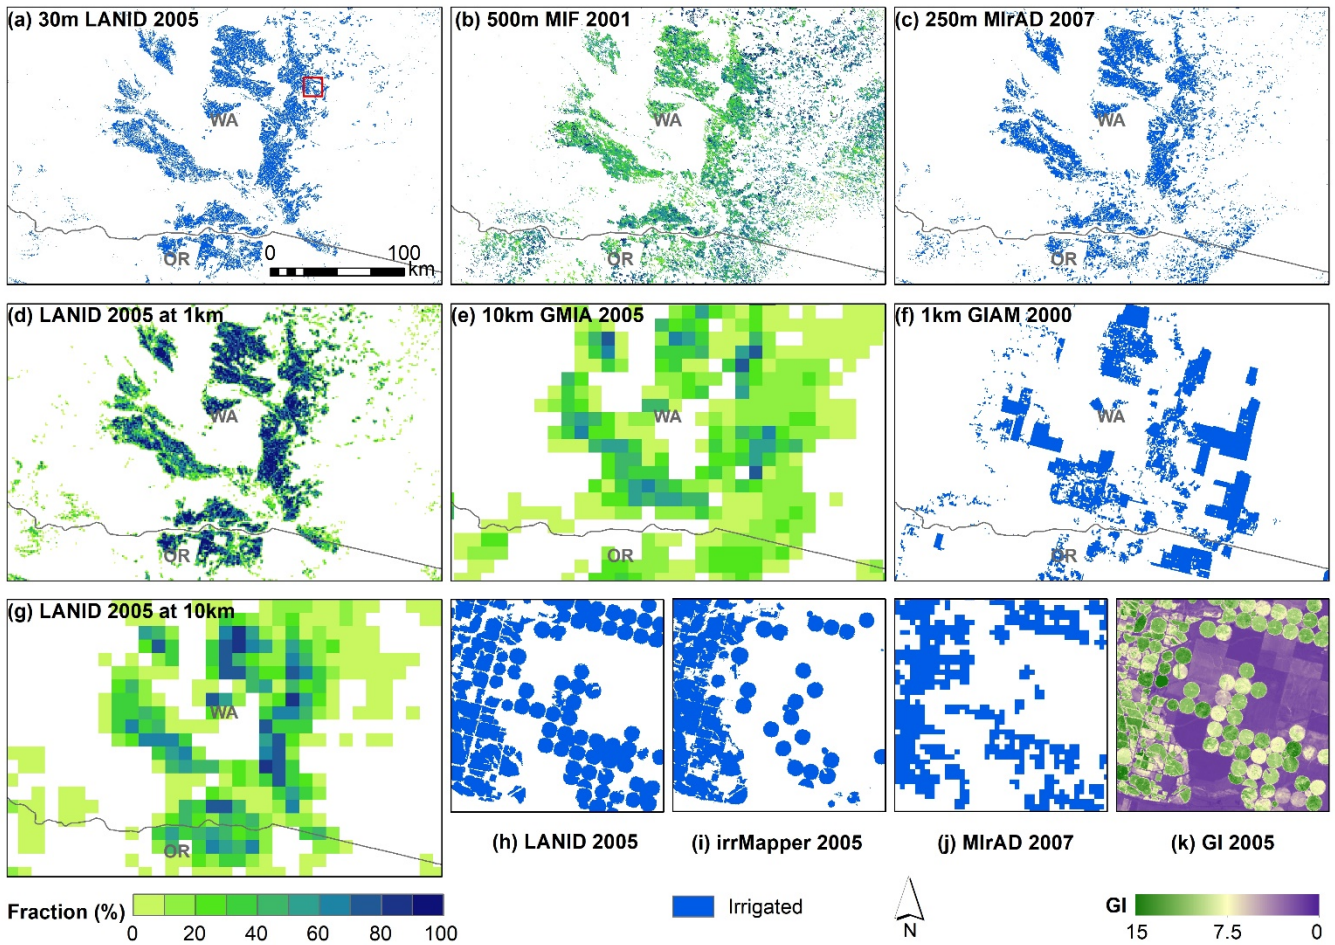 (a) 30m LANID 2005
(b) 500m MIF 2001
(c) 250m MIrAD 2007
WA
WA
WA
0 100
km
OR
OR
OR
(d) LANID 2005 at 1km
(e) 10km GMIA 2005
(f) 1km GIAM 2000
WA
WA
WA
OR
OR
OR
(g) LANID 2005 at 10km
WA
OR
(h) LANID 2005
(i) irrMapper 2005
(j) MIrAD 2007
(k) GI 2005
Fraction (%)
0 20 40 60 80 100
Irrigated
N
GI
15 7.5 0